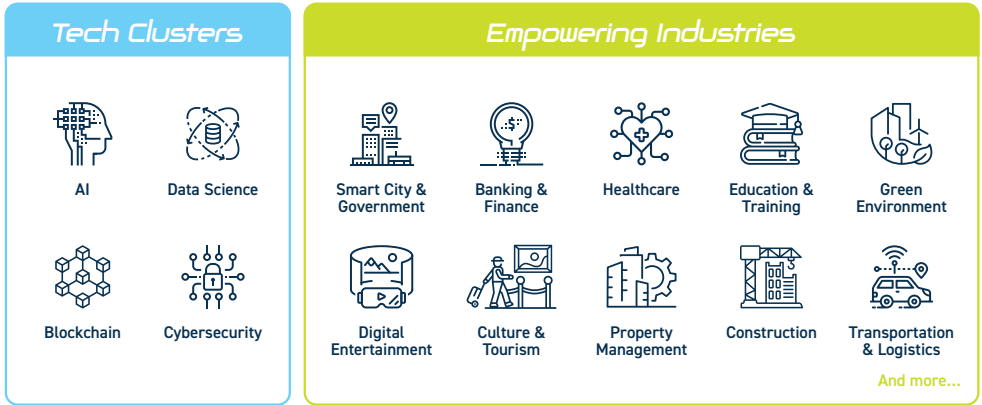 Tech Clusters
AI
Data Science
Blockchain
Cybersecurity
Empowering Industries
Smart City &
Government
Banking &
Finance
Healthcare
Education &
Training
Green
Environment
Digital
Entertainment
Culture &
Tourism
Property
Management
Construction
Transportation
& Logistics
And more...